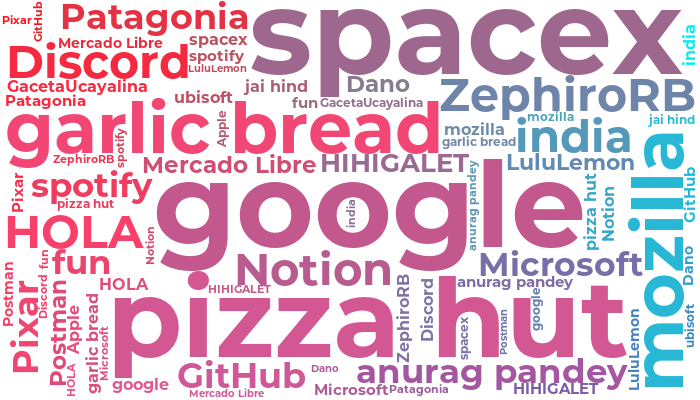 Pixar
GitHub
Patagonia
spacex
Mercado Libre
spacex
india
Discord
spotify
LuluLemon
GacetaUcayalina
jai hind
Dano
ZephiroRB
Patagonia
ubisoft
fun
GacetaUcayalina
garlic bread
Apple
mozilla
jai hind
mozilla
india
garlic bread
mozilla
ZephiroRB
spotify
Mercado Libre
HIHIGALET
LuluLemon
GitHub
Pixar
spotify
google
anurag pandey
pizza hut
Notion
pizza hut
india
HOLA
Notion
fun
Discord
fun
Notion
Microsoft
Dano
Postman
Pixar
Postman
HOLA
HIHIGALET
pizza hut
ZephiroRB
Discord
anurag pandey
google
Apple
garlic bread
Microsoft
spacex
Postman
LuluLemon
ubisoft
HOLA
google
GitHub
Dano
anurag pandey
Mercado Libre
Microsoft
Patagonia
HIHIGALET